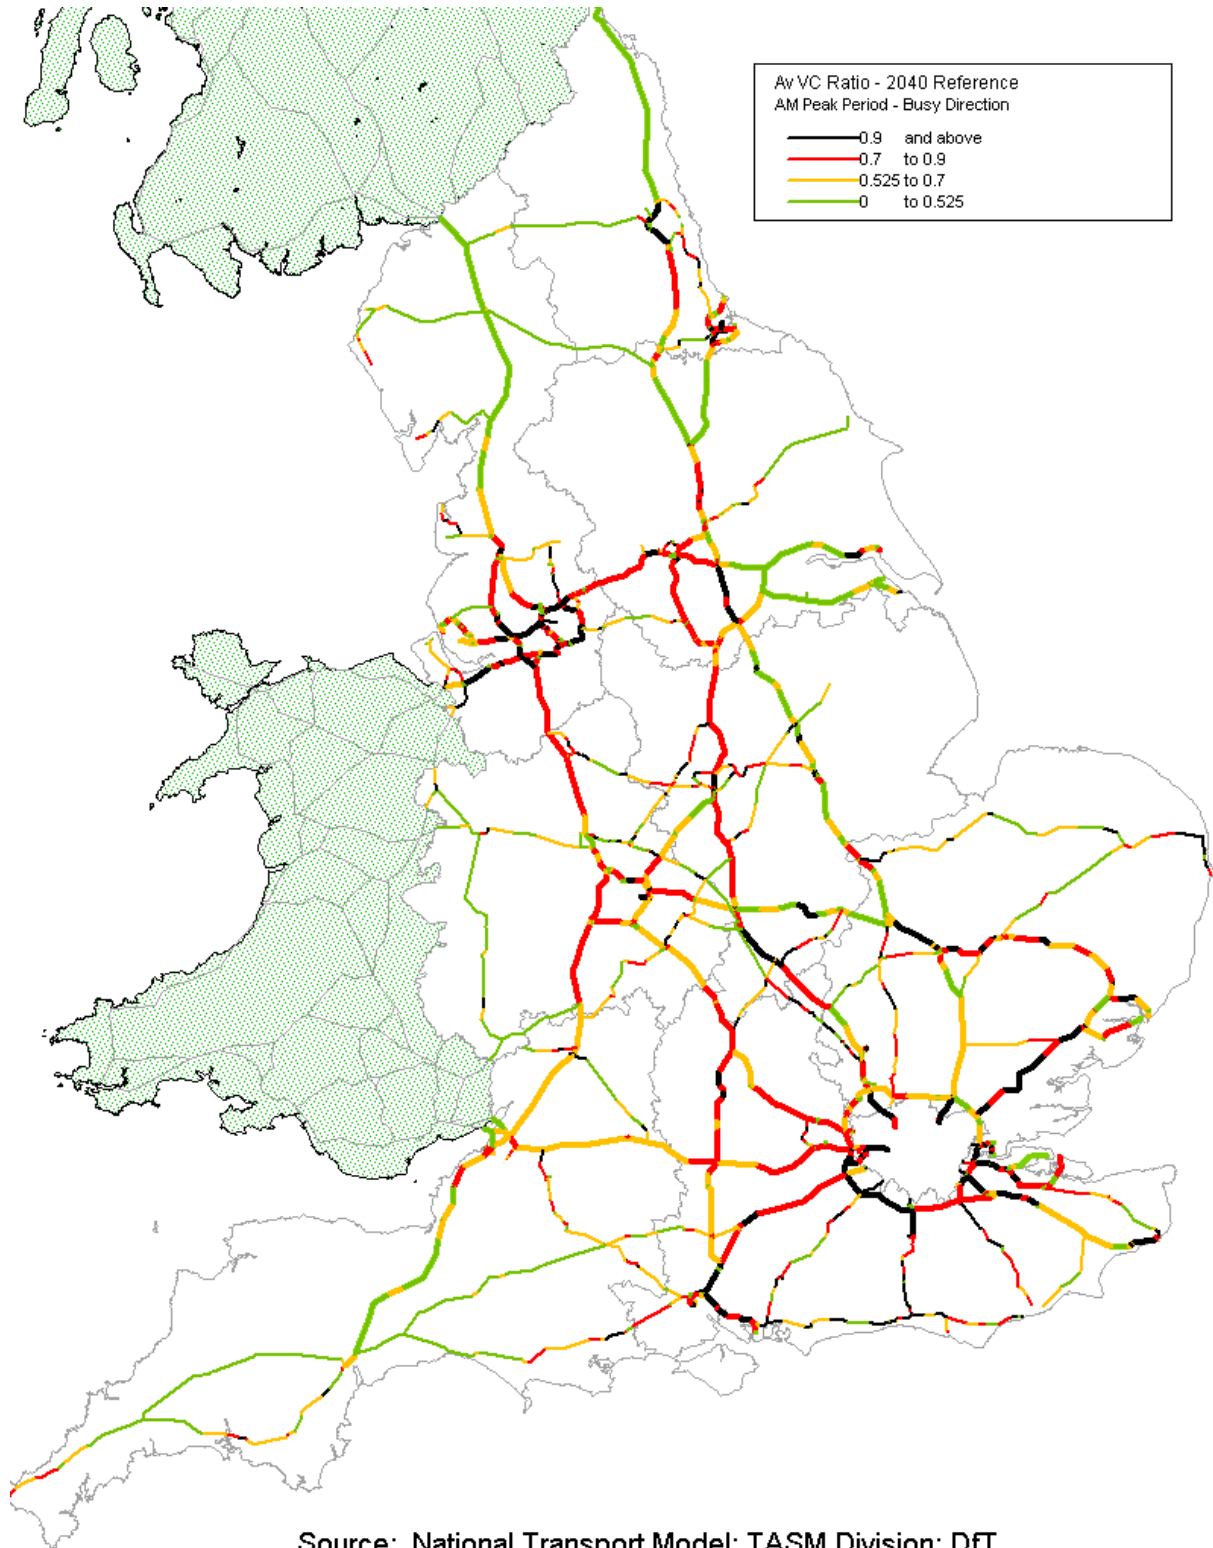 Av VC Ratio - 2040 Reference
AM Peak Period - Busy Direction
0.9 and above
0.7 to 0.9
0.525 to 0.7
0 to 0.525
Source: National Transport Model: TASM Division: DfT